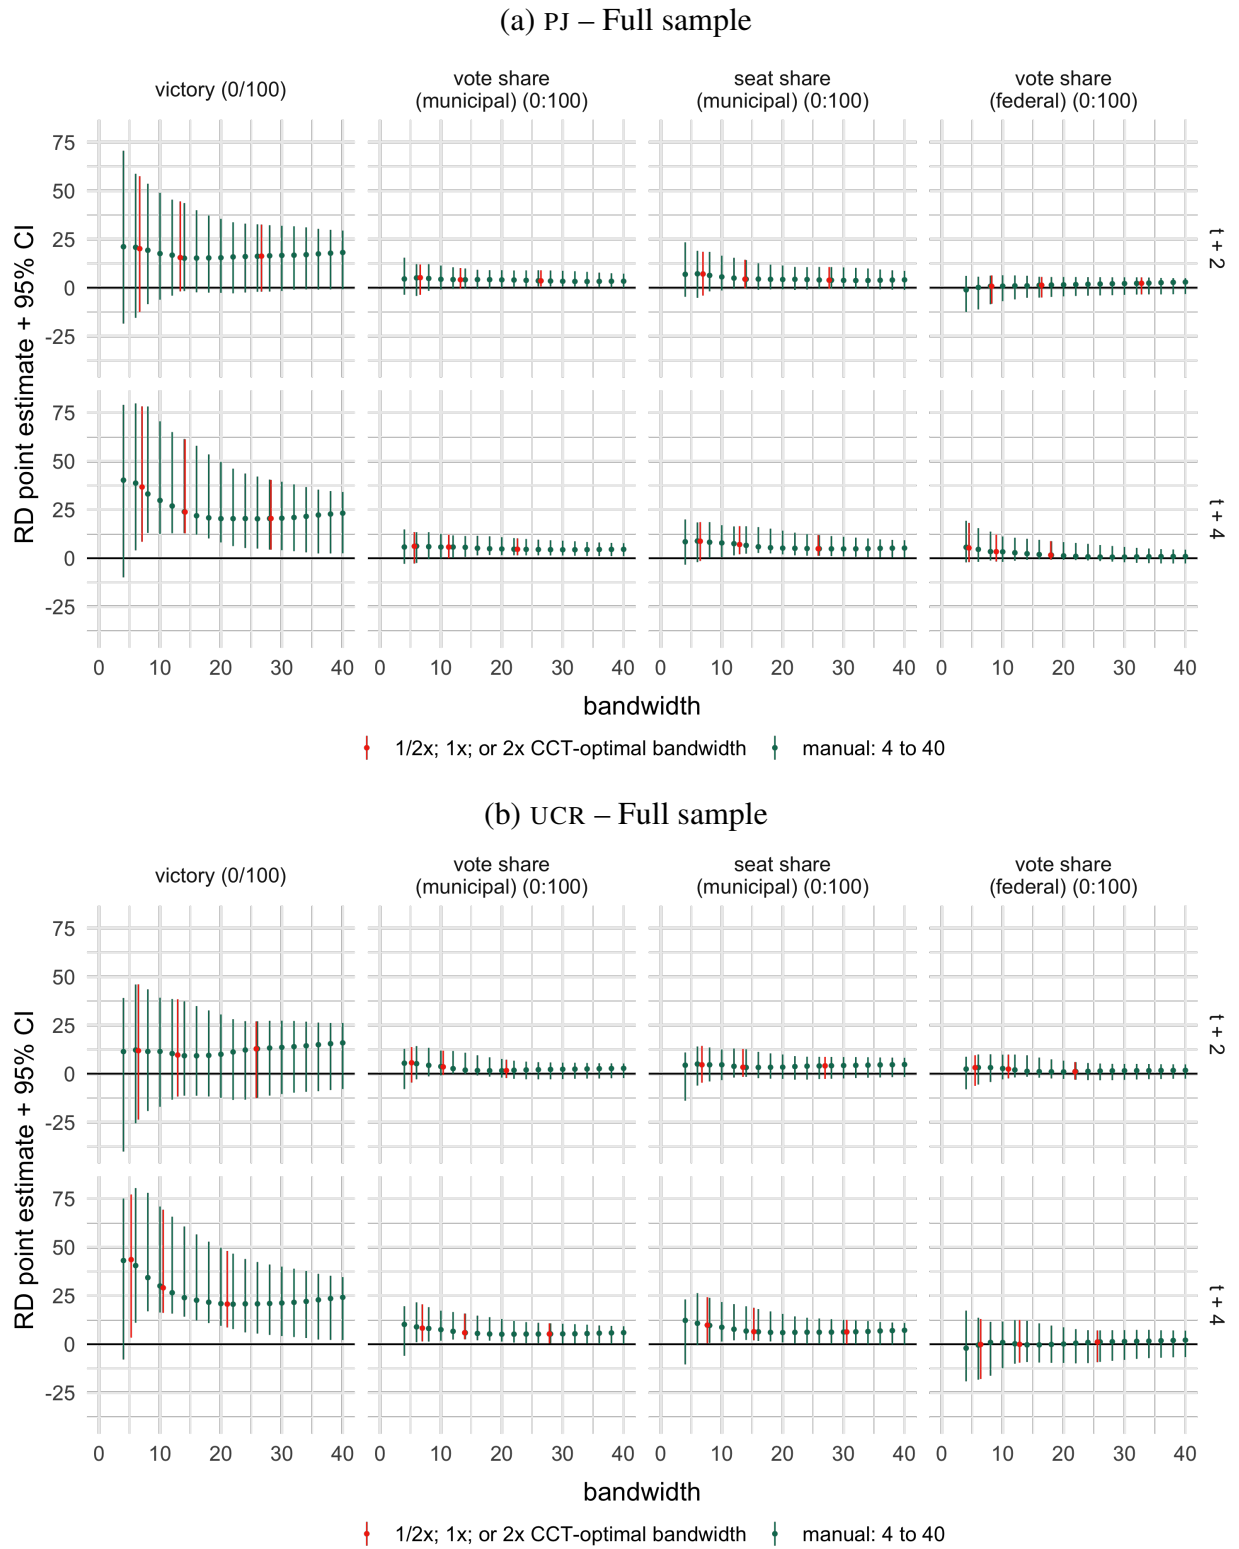 (a) PJ – Full sample
victory (0/100)
vote share
(municipal) (0:100)
seat share
(municipal) (0:100)
vote share
(federal) (0:100)
RD point estimate + 95% CI
75
50
25
0
-25
t + 2
75
50
25
0
-25
t + 4
0 10 20 30 40 0 10 20 30 40 0 10 20 30 40 0 10 20 30 40
bandwidth
1/2x; 1x; or 2x CCT-optimal bandwidth manual: 4 to 40
(b) UCR – Full sample
victory (0/100)
vote share
(municipal) (0:100)
seat share
(municipal) (0:100)
vote share
(federal) (0:100)
RD point estimate + 95% CI
75
50
25
0
-25
t + 2
75
50
25
0
-25
t + 4
0 10 20 30 40 0 10 20 30 40 0 10 20 30 40 0 10 20 30 40
bandwidth
1/2x; 1x; or 2x CCT-optimal bandwidth manual: 4 to 40